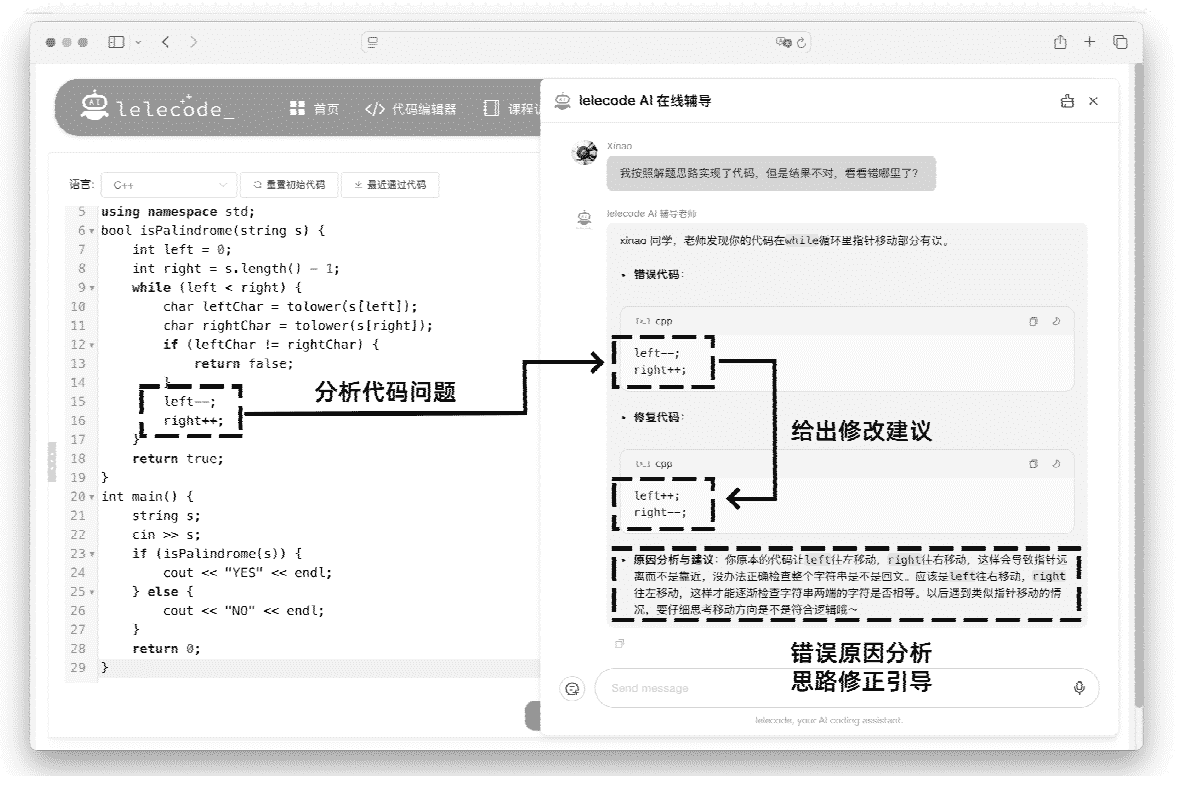 lelecode_
首页
代码编辑器
课程
语言:
C++
重置初始代码
最近通过代码
5 using namespace std;
6 bool isPalindrome(string s) {
7 int left = 0;
8 int right = s.length() - 1;
9 while (left < right) {
10 char leftChar = tolower(s[left]);
11 char rightChar = tolower(s[right]);
12 if (leftChar != rightChar) {
13 return false;
14 }
15 left--;
16 right++;
17 }
18 return true;
19 }
20 int main() {
21 string s;
22 cin >> s;
23 if (isPalindrome(s)) {
24 cout << "YES" << endl;
25 } else {
26 cout << "NO" << endl;
27 }
28 return 0;
29 }
分析代码问题
lelecode AI 在线辅导
Xinao
我按照解题思路实现了代码，但是结果不对，看看错哪里了？
lelecode AI 辅导老师
xinao 同学，老师发现你的代码在while循环里指针移动部分有误。
• 错误代码：
cpp
left--;
right++;
给出修改建议
• 修复代码：
cpp
left++;
right--;
• 原因分析与建议：你原本的代码让left往左移动，right往右移动，这样会导致指针远
离而不是靠近，没办法正确检查整个字符串是不是回文。应该是left往右移动，right
往左移动，这样才能逐渐检查字符串两端的字符是否相等。以后遇到类似指针移动的情
况，要仔细思考移动方向是不是符合逻辑哦～
错误原因分析
思路修正引导
Send message
lelecode, your AI coding assistant.